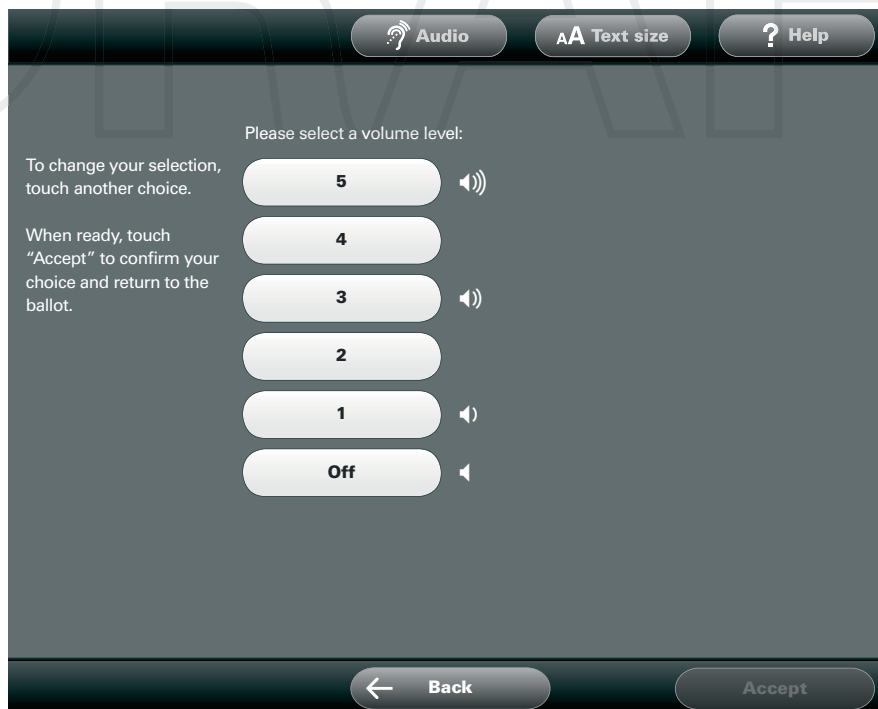 Audio
AA Text size
? Help
Please select a volume level:
To change your selection,
touch another choice.
When ready, touch
“Accept” to confirm your
choice and return to the
ballot.
5
4
3
2
1
Off
Back
Accept